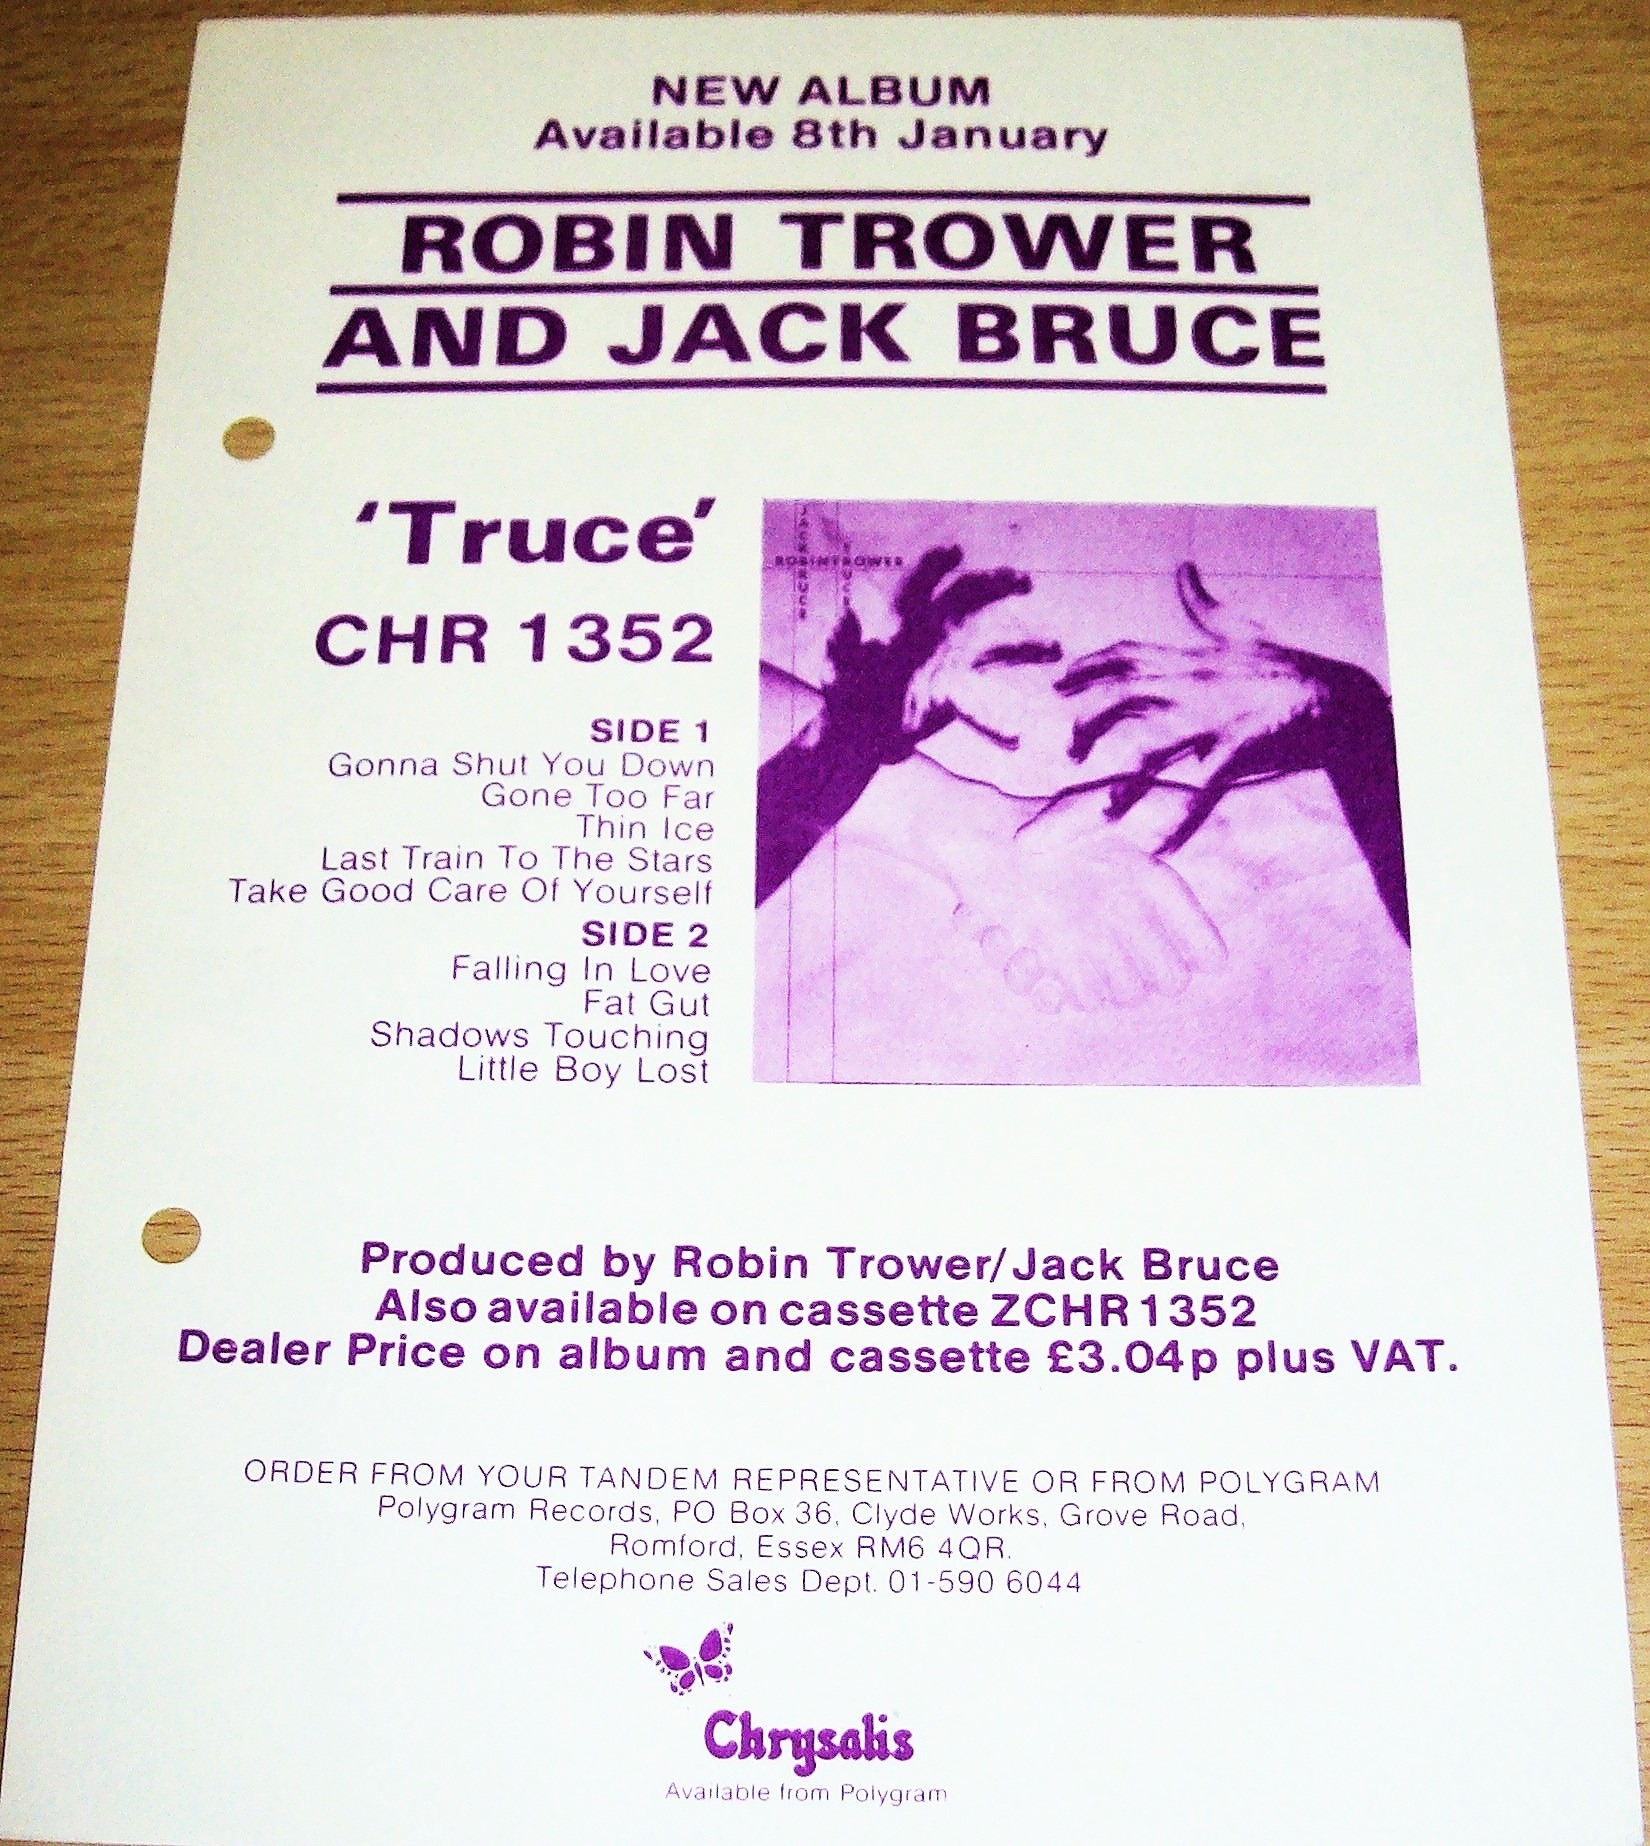 NEW ALBUM
Available 8th January
ROBIN TROWER
AND JACK BRUCE
'Truce'
CHR 1352
SIDE 1
Gonna Shut You Down
Gone Too Far
Thin Ice
Last Train To The Stars
Take Good Care Of Yourself
SIDE 2
Falling In Love
Fat Gut
Shadows Touching
Little Boy Lost
JACK BRUCE
ROBIN TROWER
TRUCE
Produced by Robin Trower/Jack Bruce
Also available on cassette ZCHR 1352
Dealer Price on album and cassette £3.04p plus VAT.
ORDER FROM YOUR TANDEM REPRESENTATIVE OR FROM POLYGRAM
Polygram Records, PO Box 36, Clyde Works, Grove Road,
Romford, Essex RM6 4QR.
Telephone Sales Dept. 01-590 6044
Chrysalis
Available from Polygram